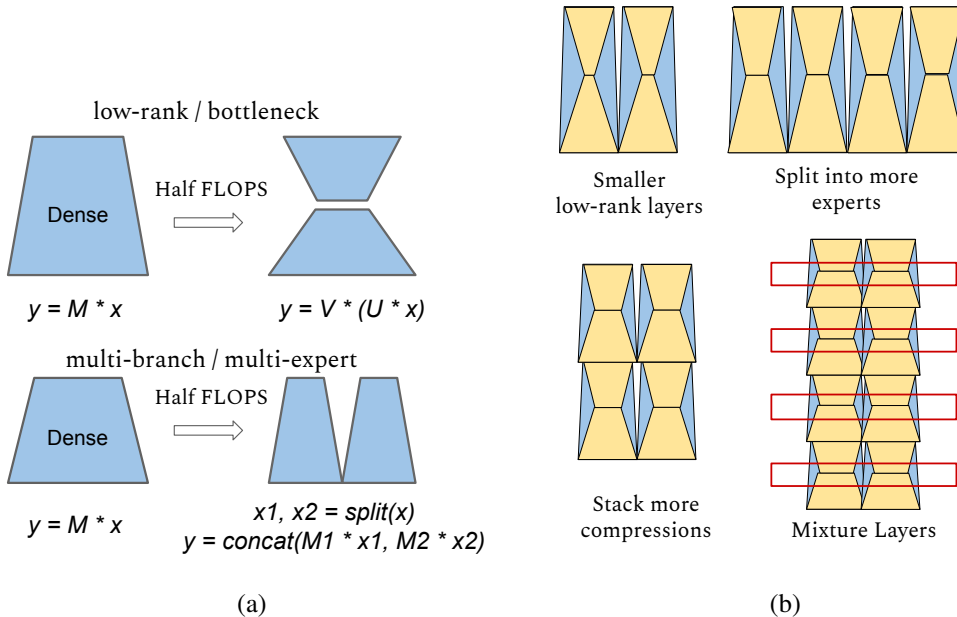 low-rank / bottleneck
Dense
Half FLOPS
y = M * x
y = V * (U * x)
multi-branch / multi-expert
Half FLOPS
Dense
y = M * x
x1, x2 = split(x)
y = concat(M1 * x1, M2 * x2)
(a)
Smaller
low-rank layers
Split into more
experts
Stack more
compressions
Mixture Layers
(b)